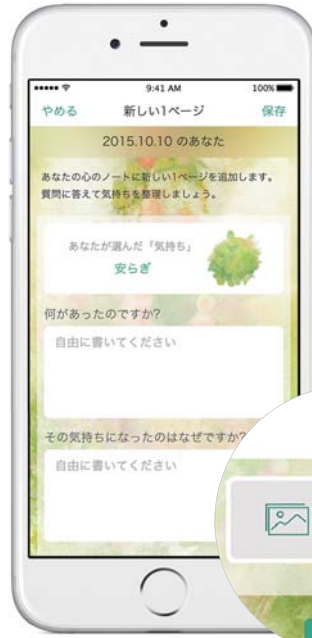 9:41 AM
100%
やめる
新しい1ページ
保存
2015.10.10 のあなた
あなたの心のノートに新しい1ページを追加します。
質問に答えて気持ちを整理しましょう。
あなたが選んだ「気持ち」
安らぎ
何があったのですか?
自由に書いてください
その気持ちになったのはなぜですか?
自由に書いてください